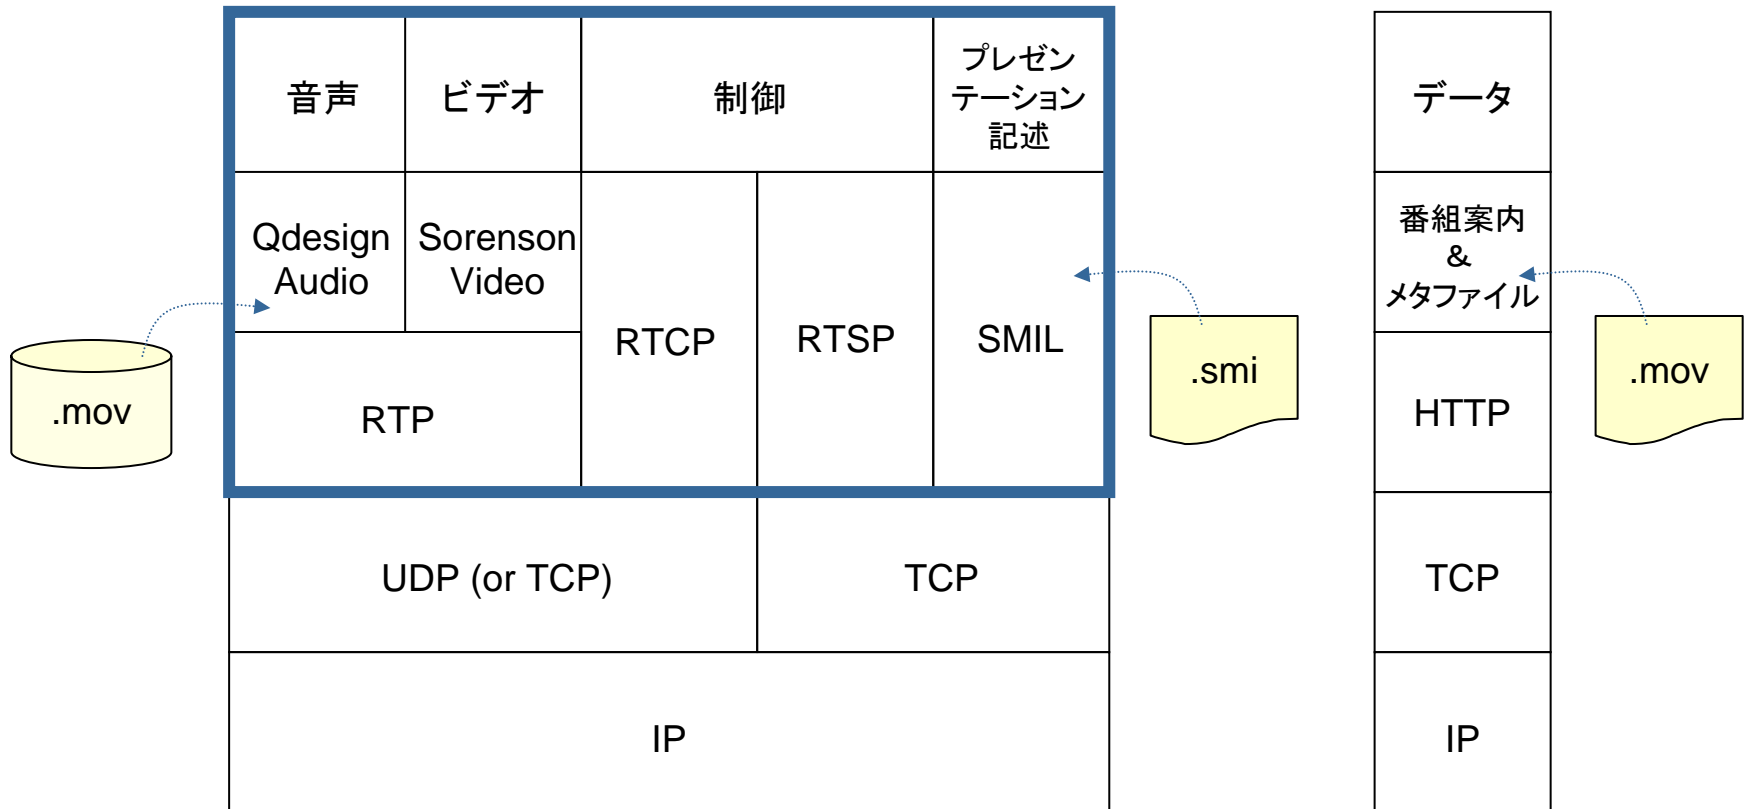 音声
ビデオ
制御
プレゼン
テーション
記述
データ
Qdesign
Audio
Sorenson
Video
RTCP
RTSP
SMIL
番組案内
&
メタファイル
.mov
RTP
.smi
HTTP
.mov
UDP (or TCP)
TCP
TCP
IP
IP